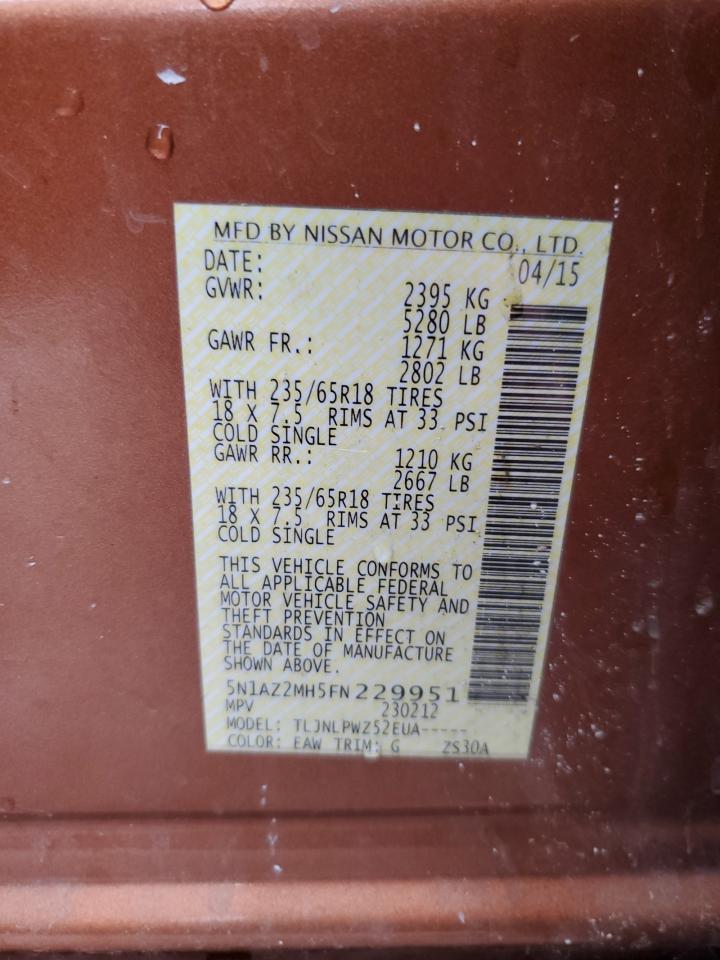 MFD BY NISSAN MOTOR CO., LTD.
DATE: 04/15
GVWR: 2395 KG
5280 LB
GAWR FR.: 1271 KG
2802 LB
WITH 235/65R18 TIRES
18 X 7.5 RIMS AT 33 PSI
COLD SINGLE
GAWR RR.: 1210 KG
2667 LB
WITH 235/65R18 TIRES
18 X 7.5 RIMS AT 33 PSI
COLD SINGLE
THIS VEHICLE CONFORMS TO
ALL APPLICABLE FEDERAL
MOTOR VEHICLE SAFETY AND
THEFT PREVENTION
STANDARDS IN EFFECT ON
THE DATE OF MANUFACTURE
SHOWN ABOVE.
5N1AZ2MH5FN229951
MPV 230212
MODEL: TLJNLPWZ52EUA-----
COLOR: EAW TRIM: G ZS30A